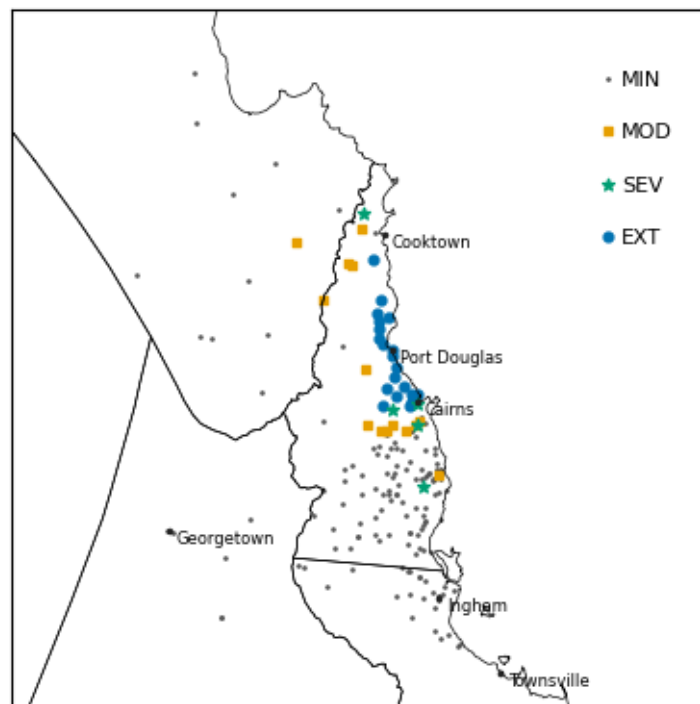 MIN
MOD
SEV
EXT
Cooktown
Port Douglas
Cairns
Georgetown
Ingham
Townsville